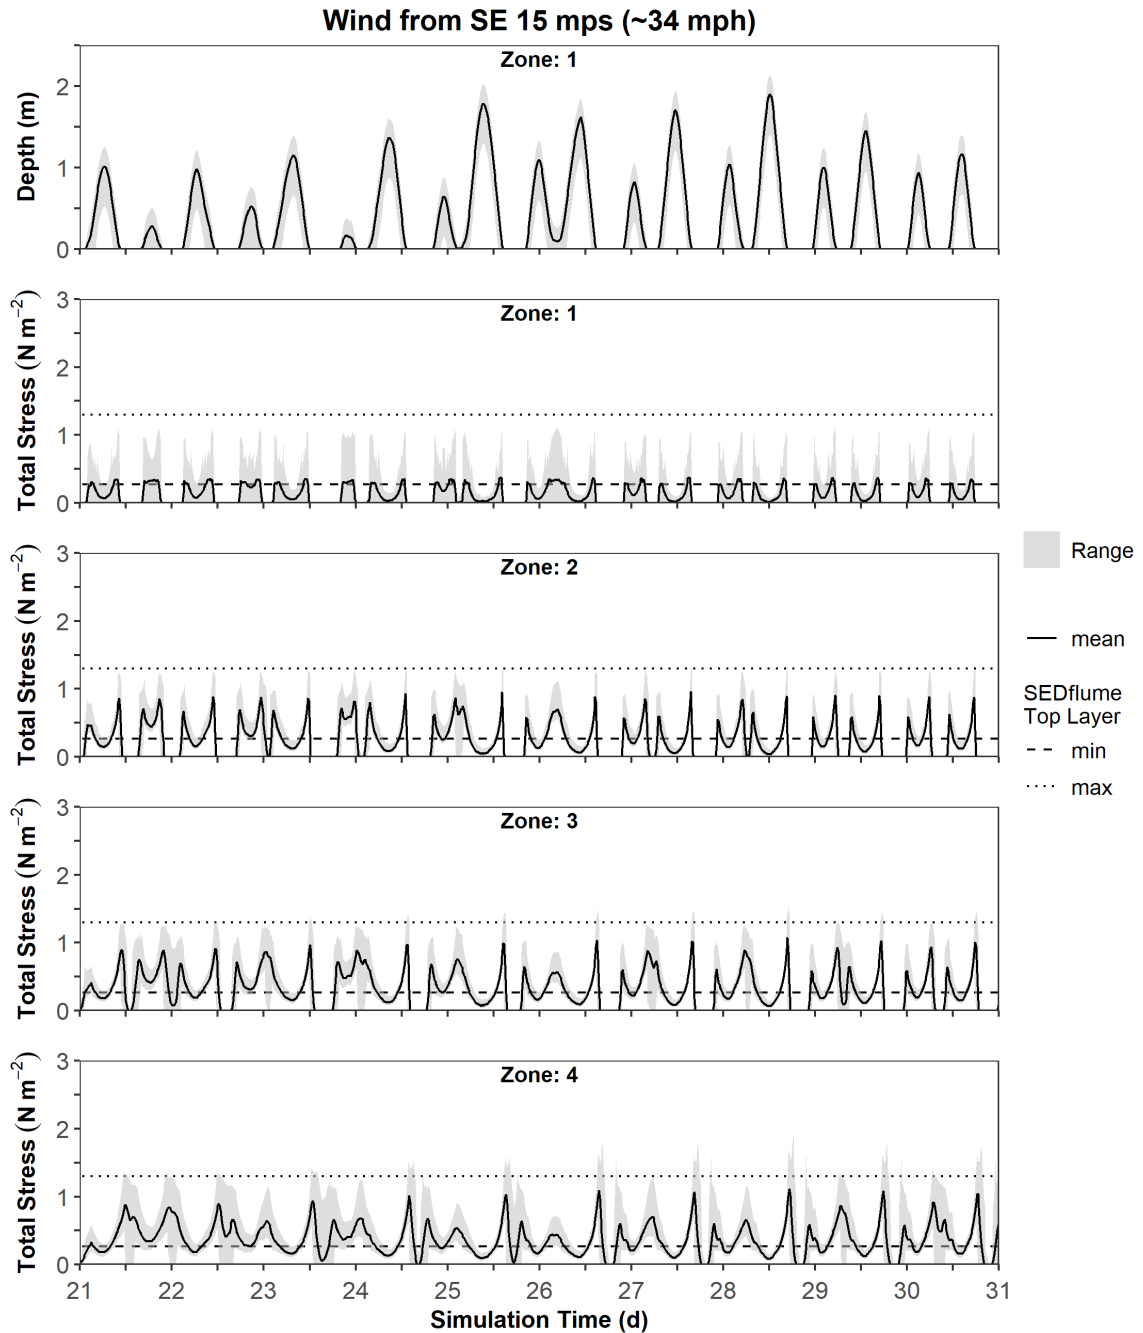 Wind from SE 15 mps (~34 mph)
Zone: 1
Depth (m)
2
1
0
Zone: 1
Total Stress (N m⁻²)
3
2
1
0
Zone: 2
Total Stress (N m⁻²)
3
2
1
0
Zone: 3
Total Stress (N m⁻²)
3
2
1
0
Zone: 4
Total Stress (N m⁻²)
3
2
1
0
21 22 23 24 25 26 27 28 29 30 31
Simulation Time (d)
Range
mean
SEDflume
Top Layer
min
max